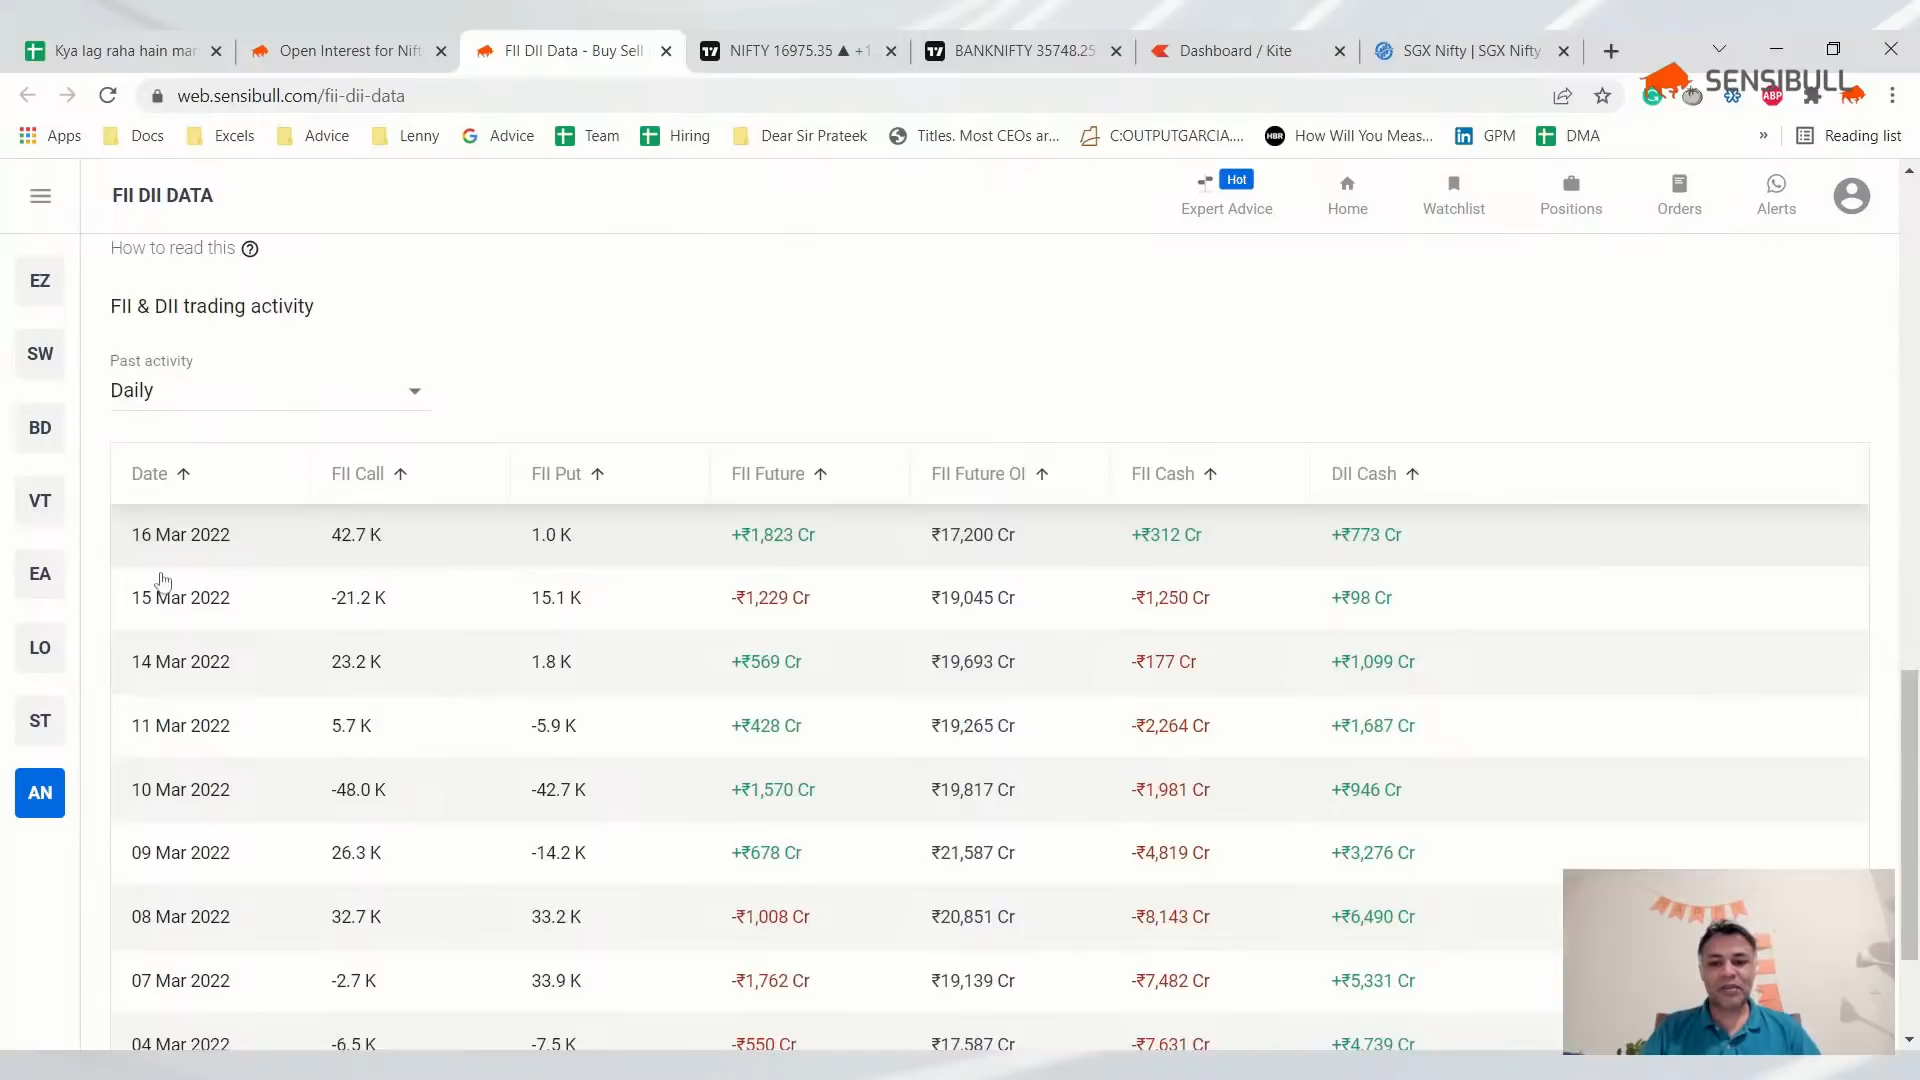 Kya lag raha hain mar
Open Interest for Nift
FII DII Data - Buy Sell
NIFTY 16975.35 ▲ +1.
BANKNIFTY 35748.25
Dashboard / Kite
SGX Nifty | SGX Nifty
web.sensibull.com/fii-dii-data
SENSIBULL
ABP
Apps
Docs
Excels
Advice
Lenny
Advice
Team
Hiring
Dear Sir Prateek
Titles. Most CEOs ar...
C:OUTPUTGARCIA....
HBR
How Will You Meas...
GPM
DMA
»
Reading list
FII DII DATA
Hot
Expert Advice
Home
Watchlist
Positions
Orders
Alerts
How to read this
EZ
SW
BD
VT
EA
LO
ST
AN
FII & DII trading activity
Past activity
Daily
Date ↑ FII Call ↑ FII Put ↑ FII Future ↑ FII Future OI ↑ FII Cash ↑ DII Cash ↑
16 Mar 2022 42.7 K 1.0 K +₹1,823 Cr ₹17,200 Cr +₹312 Cr +₹773 Cr
15 Mar 2022 -21.2 K 15.1 K -₹1,229 Cr ₹19,045 Cr -₹1,250 Cr +₹98 Cr
14 Mar 2022 23.2 K 1.8 K +₹569 Cr ₹19,693 Cr -₹177 Cr +₹1,099 Cr
11 Mar 2022 5.7 K -5.9 K +₹428 Cr ₹19,265 Cr -₹2,264 Cr +₹1,687 Cr
10 Mar 2022 -48.0 K -42.7 K +₹1,570 Cr ₹19,817 Cr -₹1,981 Cr +₹946 Cr
09 Mar 2022 26.3 K -14.2 K +₹678 Cr ₹21,587 Cr -₹4,819 Cr +₹3,276 Cr
08 Mar 2022 32.7 K 33.2 K -₹1,008 Cr ₹20,851 Cr -₹8,143 Cr +₹6,490 Cr
07 Mar 2022 -2.7 K 33.9 K -₹1,762 Cr ₹19,139 Cr -₹7,482 Cr +₹5,331 Cr
04 Mar 2022 -6.5 K -7.5 K -₹550 Cr ₹17,587 Cr -₹7,631 Cr +₹4,739 Cr